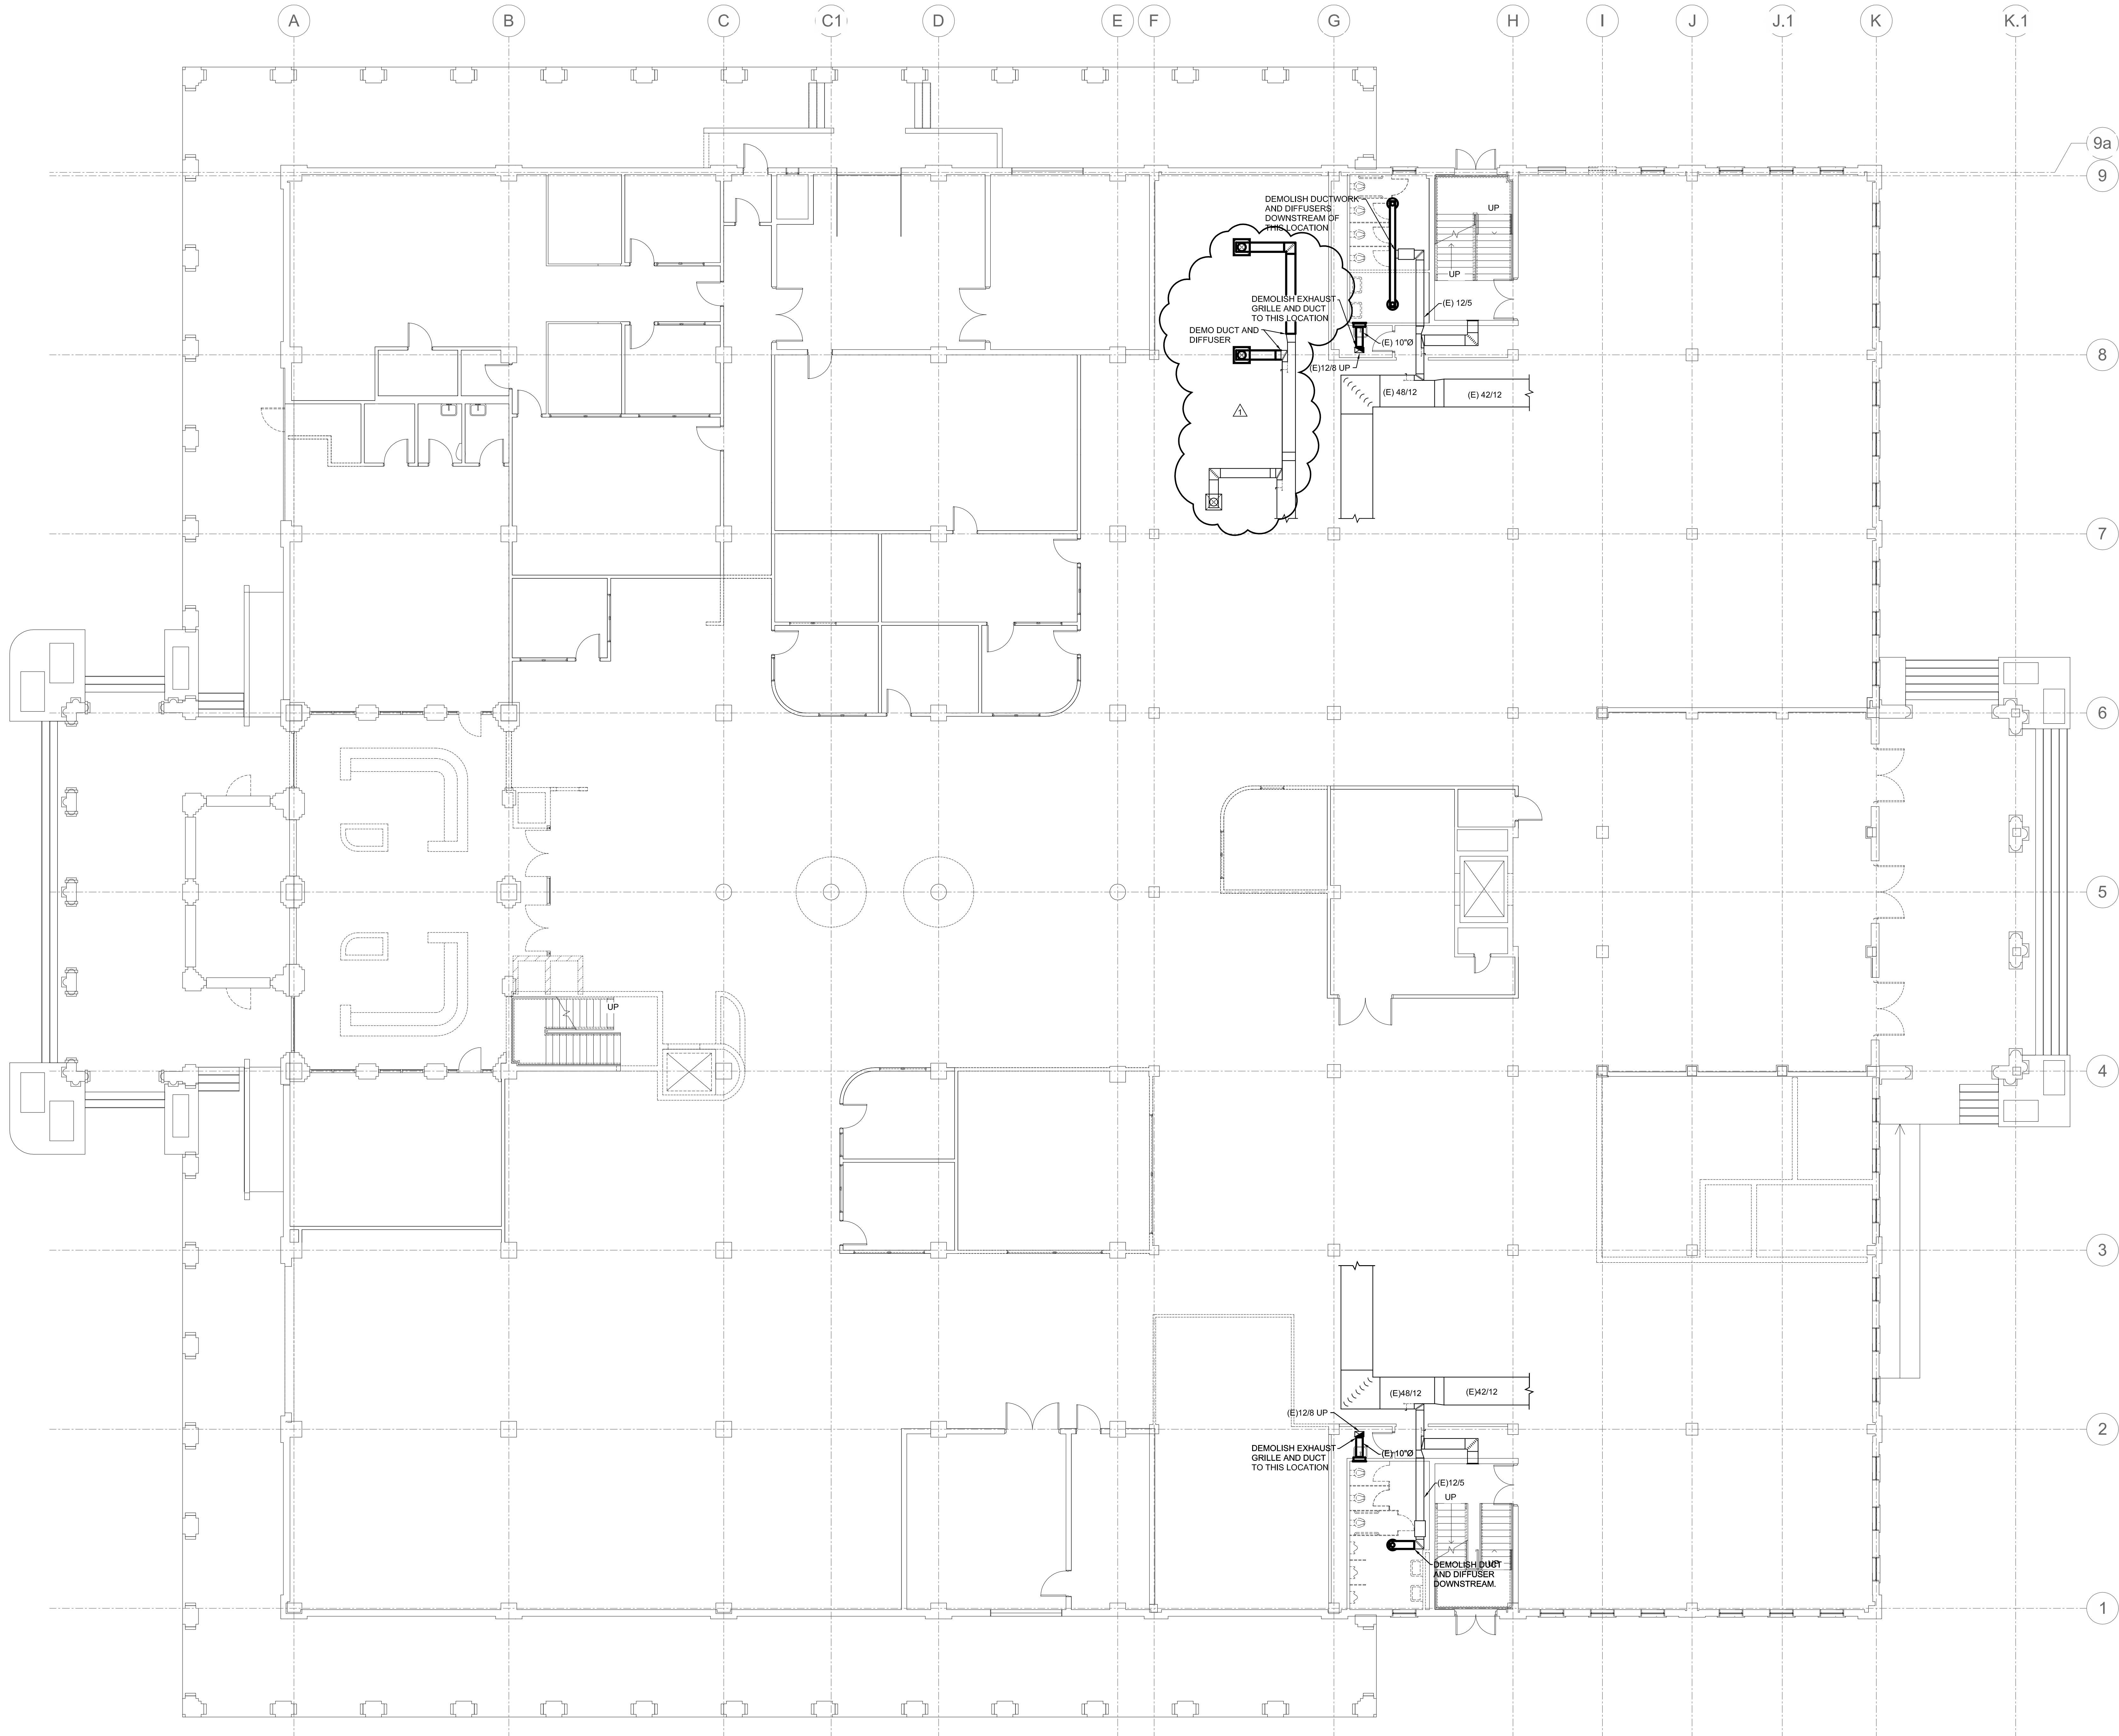 A
B
C
C1
D
E
F
G
H
I
J
J.1
K
K.1
9a
9
DEMOLISH DUCTWORK
AND DIFFUSERS
DOWNSTREAM OF
THIS LOCATION
UP
UP
DEMOLISH EXHAUST
GRILLE AND DUCT
TO THIS LOCATION
(E) 12/5
DEMO DUCT AND
DIFFUSER
(E) 10"Ø
8
(E)12/8 UP
(E) 48/12
(E) 42/12
1
7
6
5
UP
4
3
(E)48/12
(E)42/12
(E)12/8 UP
2
DEMOLISH EXHAUST
GRILLE AND DUCT
TO THIS LOCATION
(E) 10"Ø
(E)12/5
UP
UP
DEMOLISH DUCT
AND DIFFUSER
DOWNSTREAM.
1